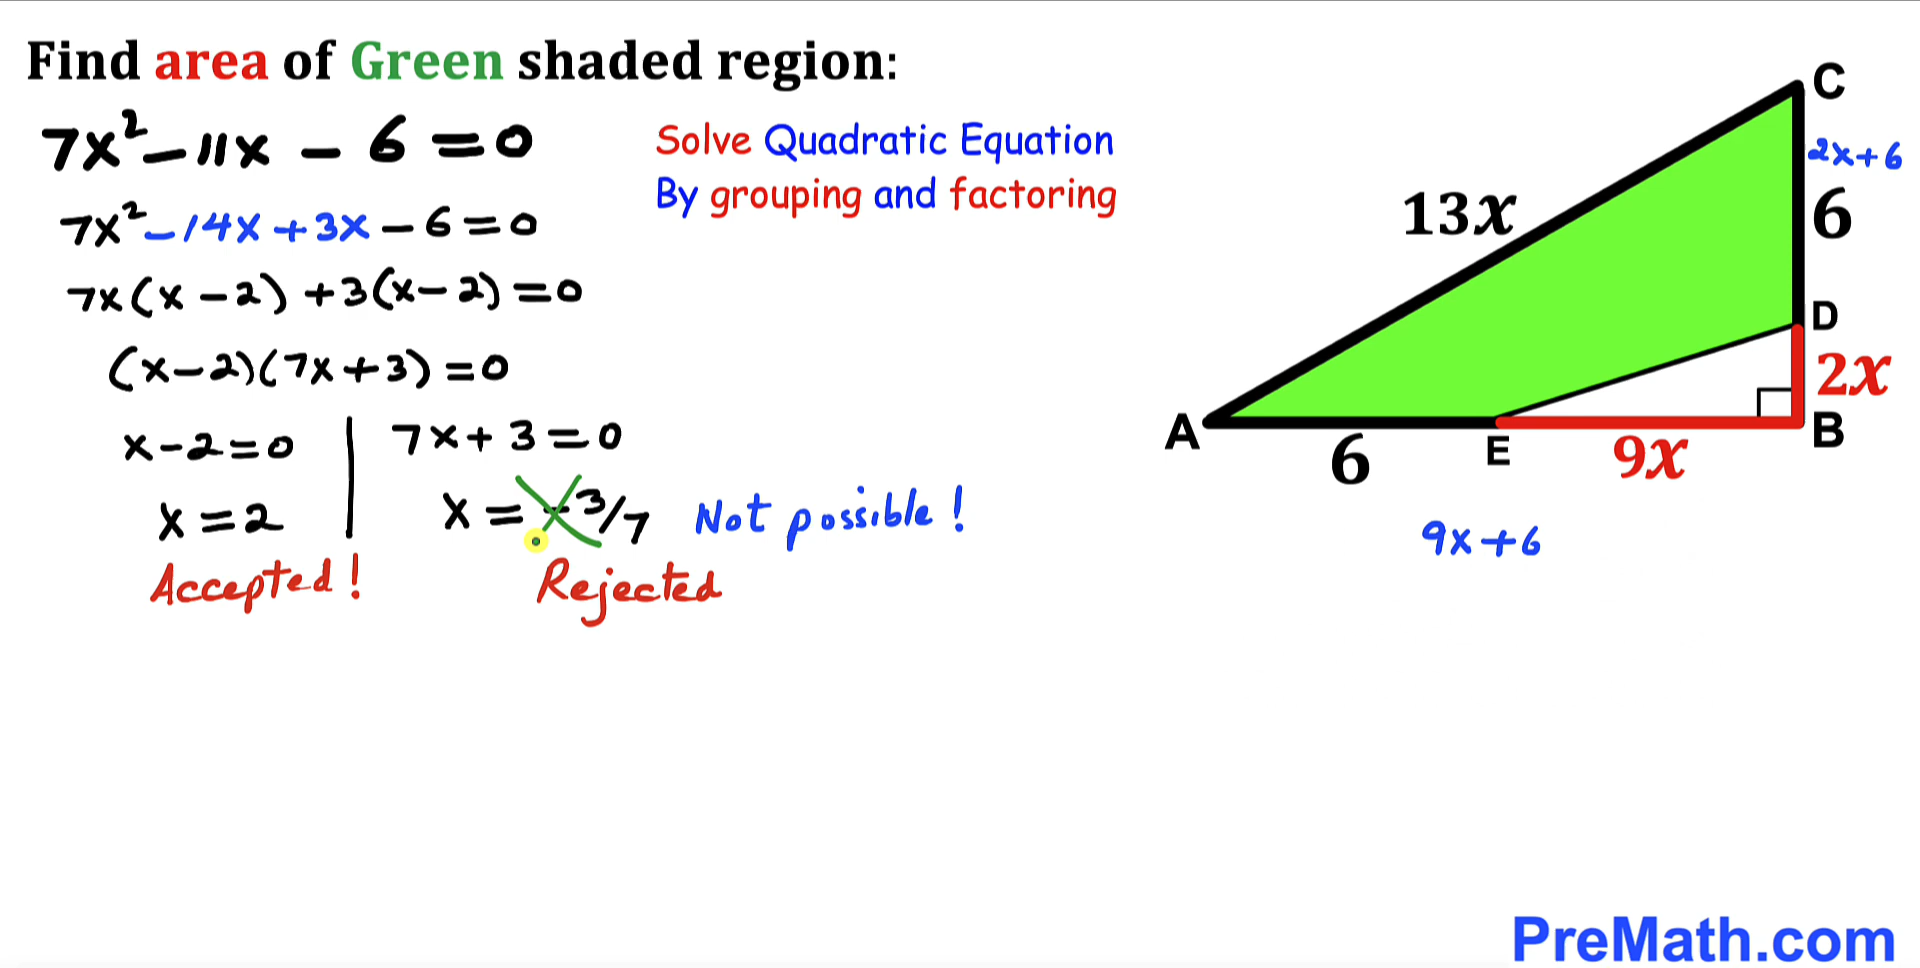 Find area of Green shaded region:
7x² - 11x - 6 = 0
Solve Quadratic Equation
By grouping and factoring
7x² - 14x + 3x - 6 = 0
7x(x - 2) + 3(x - 2) = 0
(x - 2)(7x + 3) = 0
x - 2 = 0
7x + 3 = 0
x = 2
x = -3/7 Not possible!
Accepted!
Rejected
C
2x + 6
13x
6
D
2x
A
6
E
9x
B
9x + 6
PreMath.com